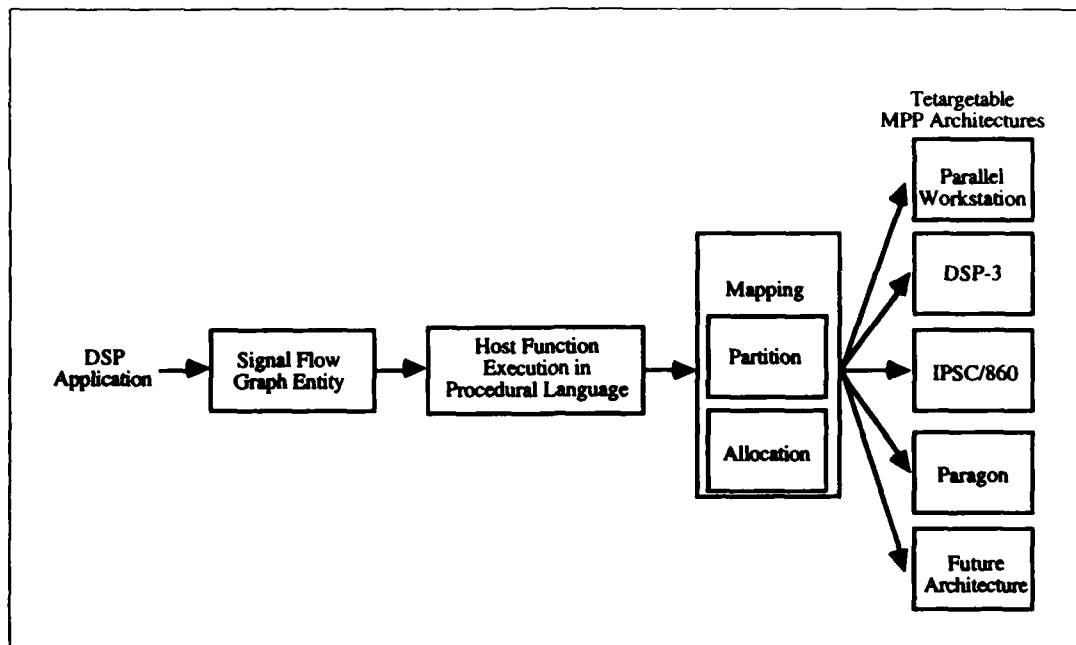 Tetargetable
MPP Architectures
Parallel
Workstation
DSP-3
IPSC/860
Paragon
Future
Architecture
Mapping
Partition
Allocation
Host Function
Execution in
Procedural Language
Signal Flow
Graph Entity
DSP
Application